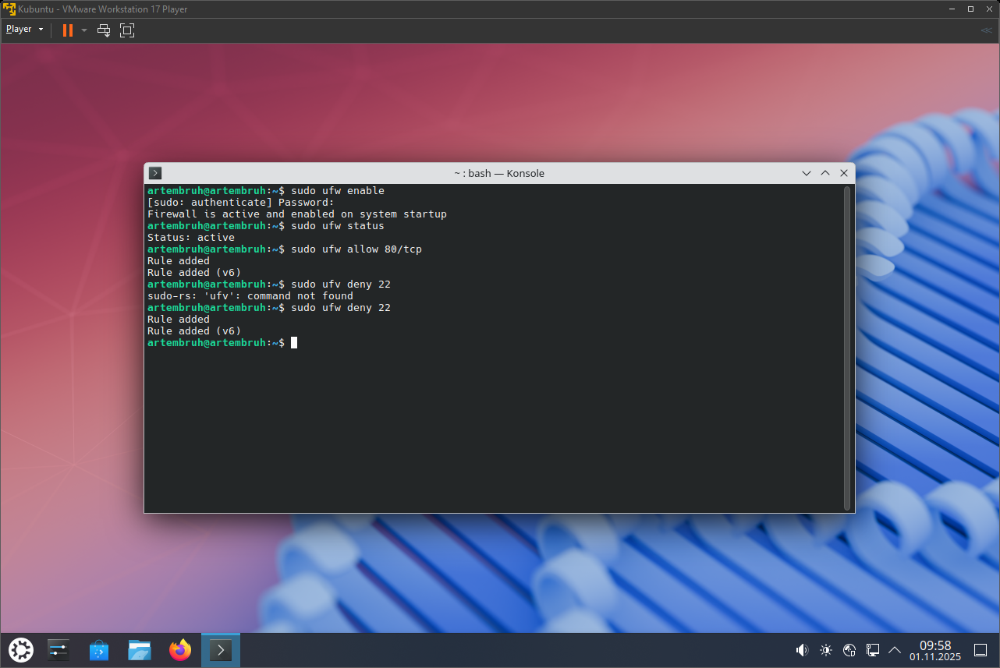 Kubuntu - VMware Workstation 17 Player
Player
~ : bash — Konsole
artembruh@artembruh:~$ sudo ufw enable
[sudo: authenticate] Password:
Firewall is active and enabled on system startup
artembruh@artembruh:~$ sudo ufw status
Status: active
artembruh@artembruh:~$ sudo ufw allow 80/tcp
Rule added
Rule added (v6)
artembruh@artembruh:~$ sudo ufv deny 22
sudo-rs: 'ufv': command not found
artembruh@artembruh:~$ sudo ufw deny 22
Rule added
Rule added (v6)
artembruh@artembruh:~$
09:58
01.11.2025